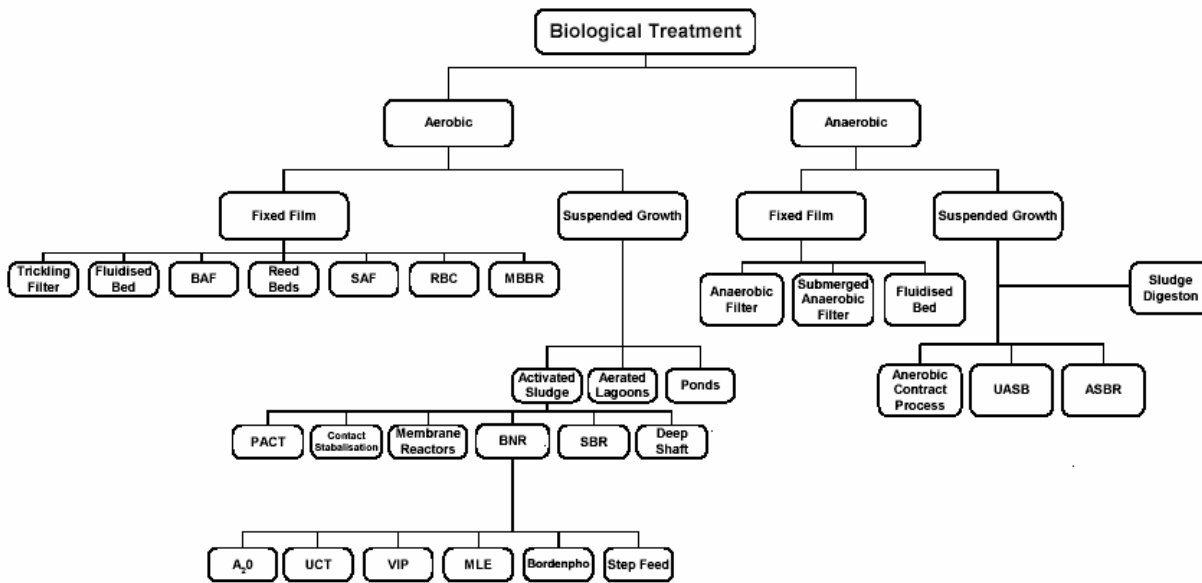 Biological Treatment
Aerobic
Anaerobic
Fixed Film
Suspended Growth
Fixed Film
Suspended Growth
Trickling
Filter
Fluidised
Bed
BAF
Reed
Beds
SAF
RBC
MBBR
Anaerobic
Filter
Submerged
Anaerobic
Filter
Fluidised
Bed
Sludge
Digeston
Activated
Sludge
Aerated
Lagoons
Ponds
Anerobic
Contract
Process
UASB
ASBR
PACT
Contact
Stabalisation
Membrane
Reactors
BNR
SBR
Deep
Shaft
A₂0
UCT
VIP
MLE
Bordenpho
Step Feed